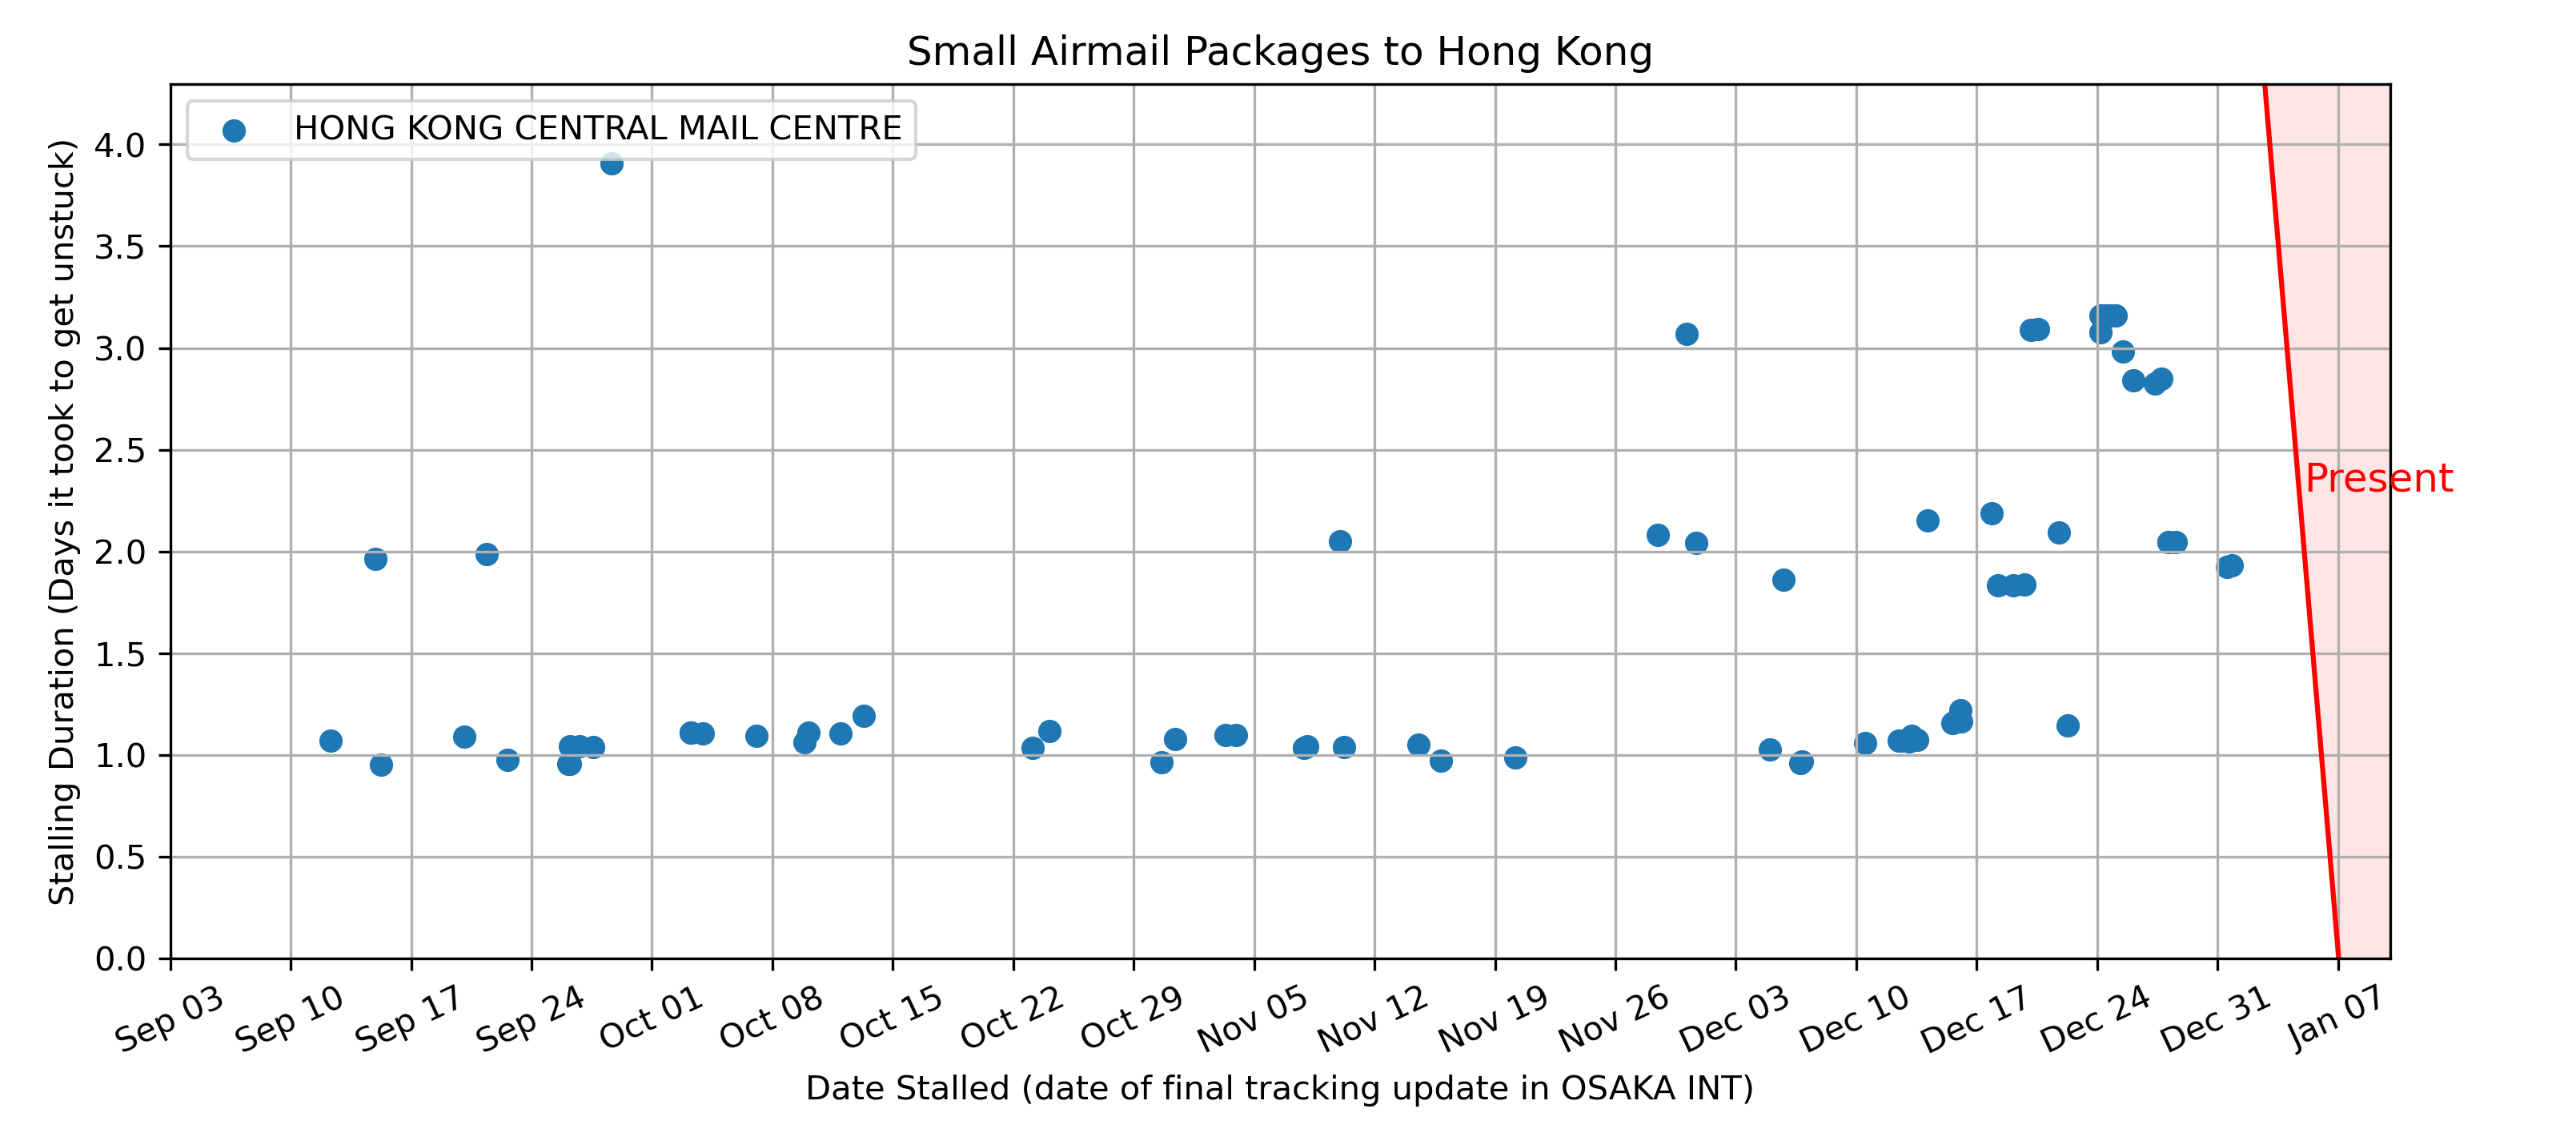 Small Airmail Packages to Hong Kong
HONG KONG CENTRAL MAIL CENTRE
Stalling Duration (Days it took to get unstuck)
4.0
3.5
3.0
2.5
2.0
1.5
1.0
0.5
0.0
Present
Sep 03
Sep 10
Sep 17
Sep 24
Oct 01
Oct 08
Oct 15
Oct 22
Oct 29
Nov 05
Nov 12
Nov 19
Nov 26
Dec 03
Dec 10
Dec 17
Dec 24
Dec 31
Jan 07
Date Stalled (date of final tracking update in OSAKA INT)